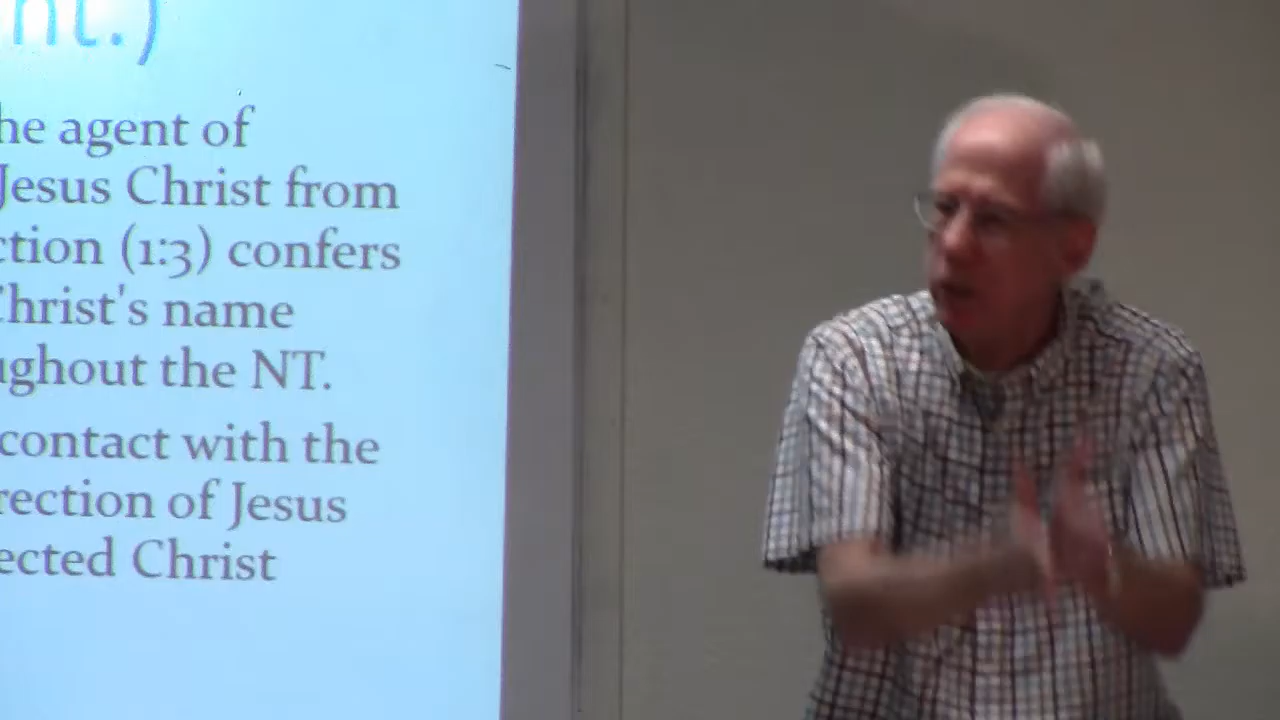 nt.)
he agent of
Jesus Christ from
ction (1:3) confers
Christ's name
ughout the NT.
contact with the
rection of Jesus
ected Christ